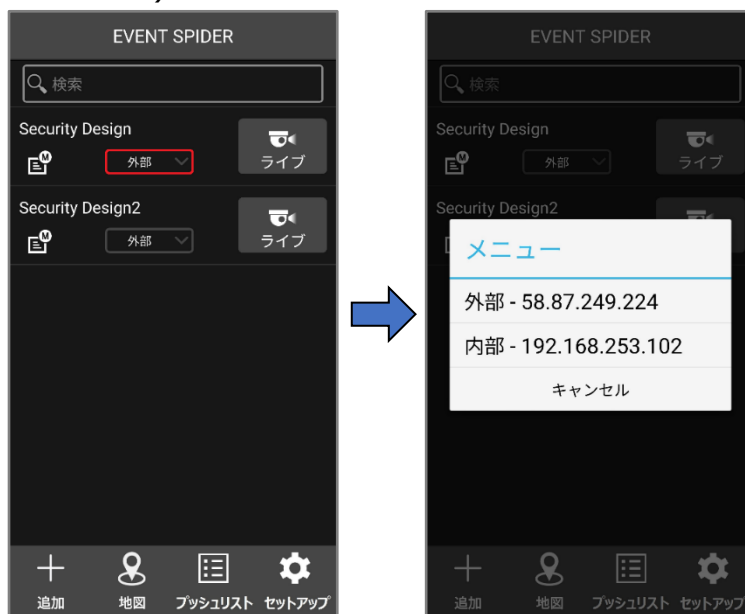 EVENT SPIDER
検索
Security Design
外部
ライブ
Security Design2
外部
ライブ
追加
地図
プッシュリスト
セットアップ
EVENT SPIDER
検索
Security Design
外部
ライブ
Security Design2
メニュー
外部 - 58.87.249.224
内部 - 192.168.253.102
キャンセル
追加
地図
プッシュリスト
セットアップ